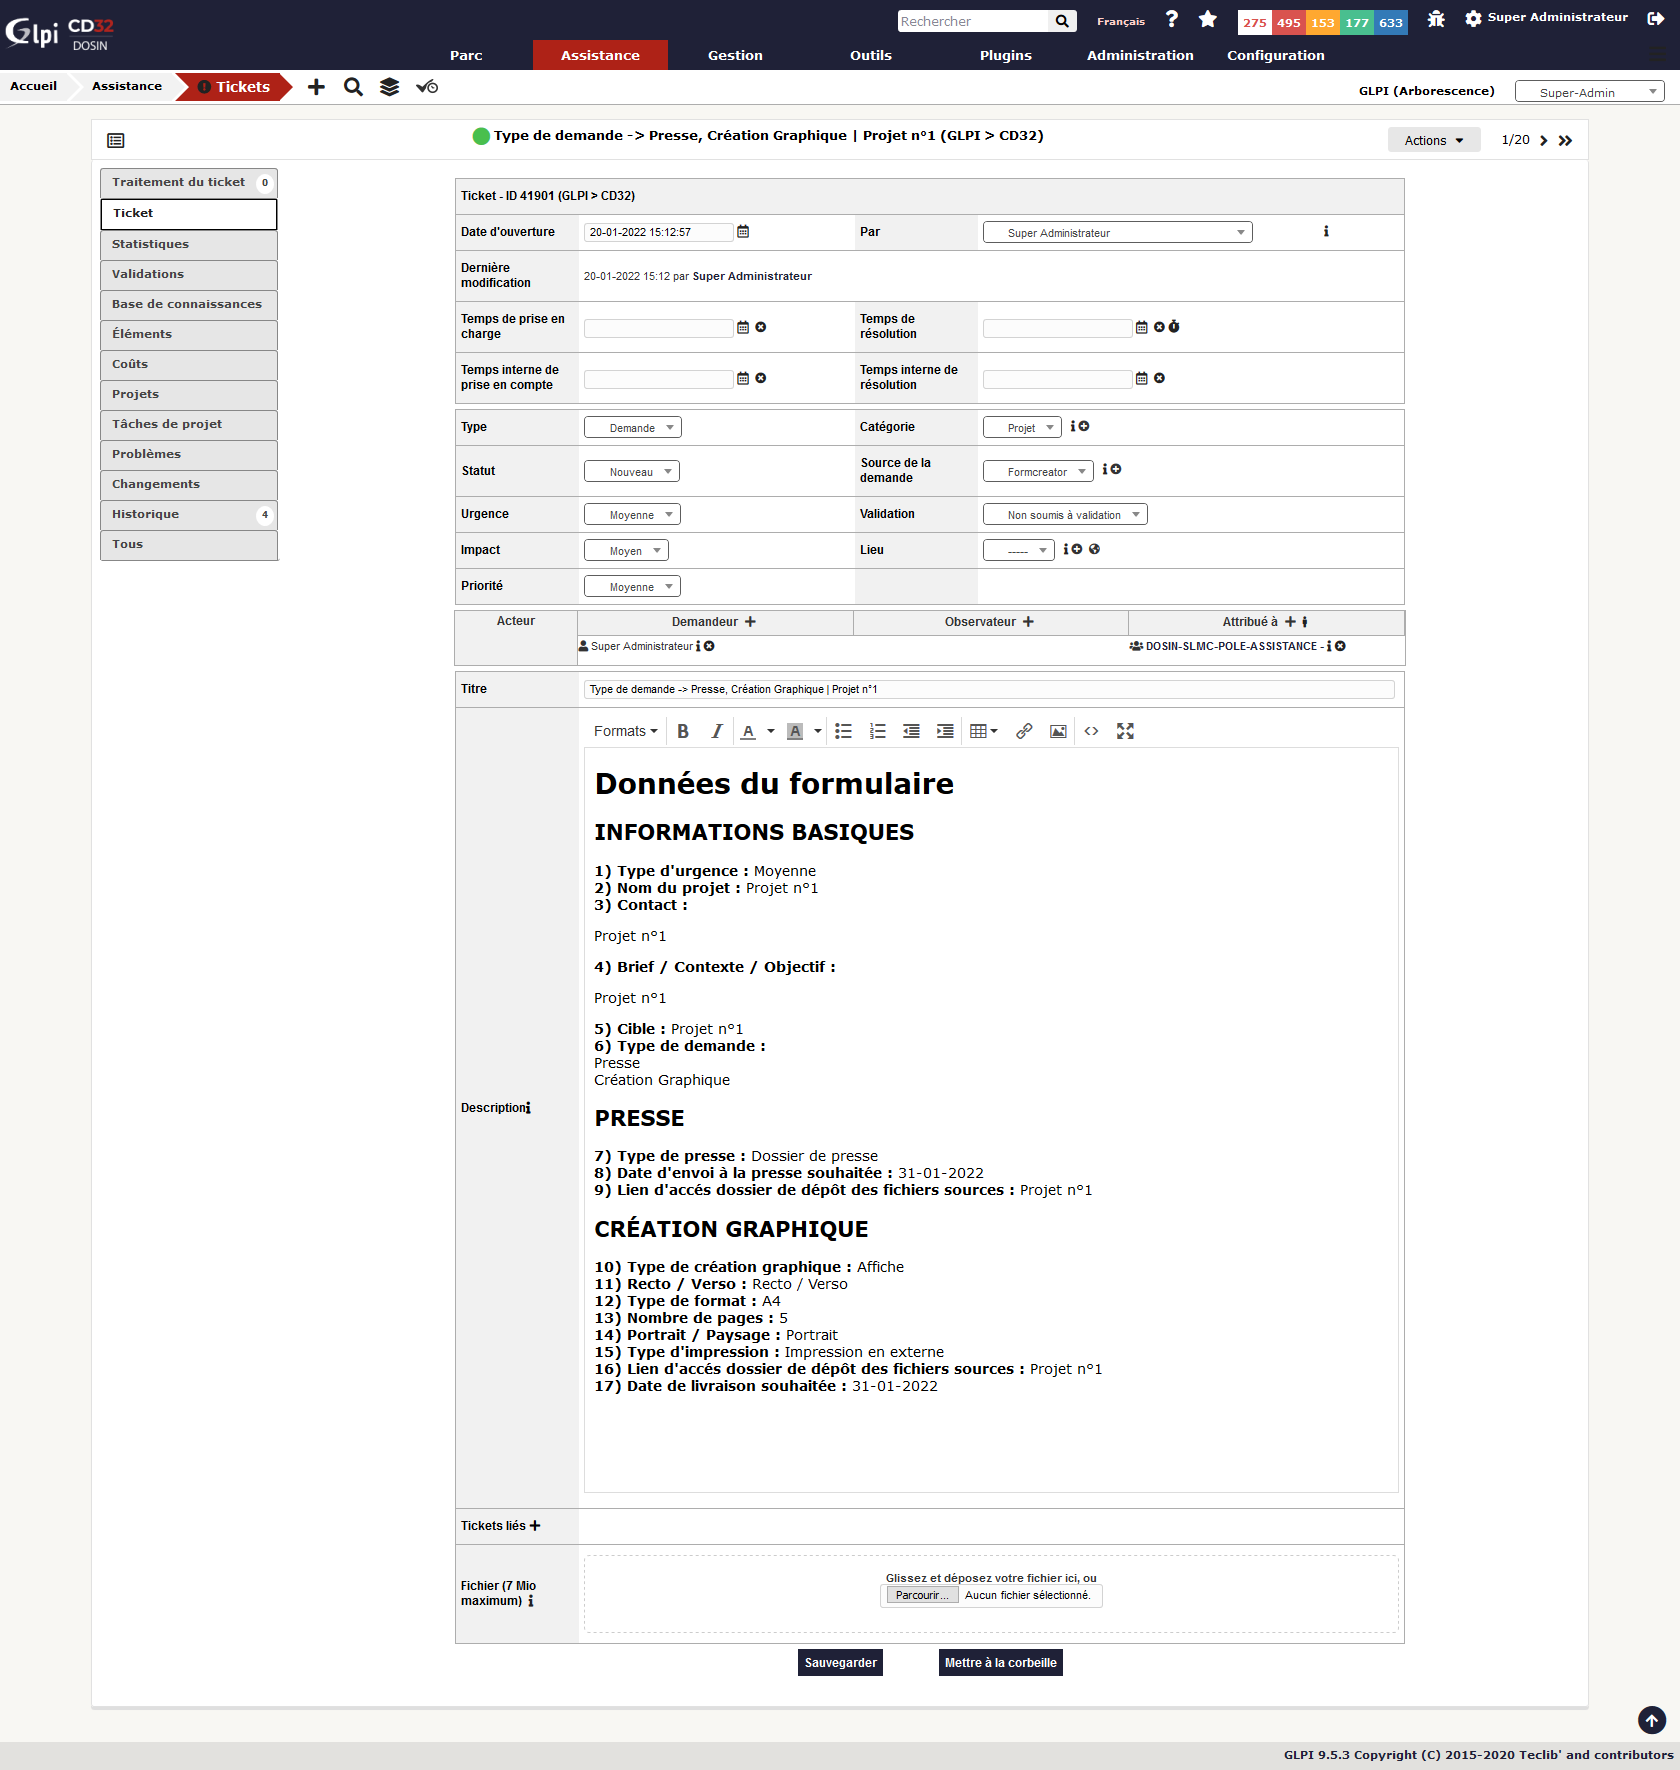 Glpi CD32 DOSIN
Rechercher Français 275 495 153 177 633 Super Administrateur
Parc Assistance Gestion Outils Plugins Administration Configuration
Accueil Assistance Tickets GLPI (Arborescence) Super-Admin
Type de demande -> Presse, Création Graphique | Projet n°1 (GLPI > CD32) Actions 1/20
Traitement du ticket 0
Ticket
Statistiques
Validations
Base de connaissances
Éléments
Coûts
Projets
Tâches de projet
Problèmes
Changements
Historique 4
Tous
Ticket - ID 41901 (GLPI > CD32)
Date d'ouverture 20-01-2022 15:12:57 Par Super Administrateur
Dernière modification 20-01-2022 15:12 par Super Administrateur
Temps de prise en charge Temps de résolution
Temps interne de prise en compte Temps interne de résolution
Type Demande Catégorie Projet
Statut Nouveau Source de la demande Formcreator
Urgence Moyenne Validation Non soumis à validation
Impact Moyen Lieu -----
Priorité Moyenne
Acteur Demandeur Observateur Attribué à
Super Administrateur DOSIN-SLMC-POLE-ASSISTANCE -
Titre Type de demande -> Presse, Création Graphique | Projet n°1
Formats B I A A
Description
Données du formulaire
INFORMATIONS BASIQUES
1) Type d'urgence : Moyenne
2) Nom du projet : Projet n°1
3) Contact :
Projet n°1
4) Brief / Contexte / Objectif :
Projet n°1
5) Cible : Projet n°1
6) Type de demande :
Presse
Création Graphique
PRESSE
7) Type de presse : Dossier de presse
8) Date d'envoi à la presse souhaitée : 31-01-2022
9) Lien d'accés dossier de dépôt des fichiers sources : Projet n°1
CRÉATION GRAPHIQUE
10) Type de création graphique : Affiche
11) Recto / Verso : Recto / Verso
12) Type de format : A4
13) Nombre de pages : 5
14) Portrait / Paysage : Portrait
15) Type d'impression : Impression en externe
16) Lien d'accés dossier de dépôt des fichiers sources : Projet n°1
17) Date de livraison souhaitée : 31-01-2022
Tickets liés
Fichier (7 Mio maximum)
Glissez et déposez votre fichier ici, ou
Parcourir... Aucun fichier sélectionné.
Sauvegarder Mettre à la corbeille
GLPI 9.5.3 Copyright (C) 2015-2020 Teclib' and contributors